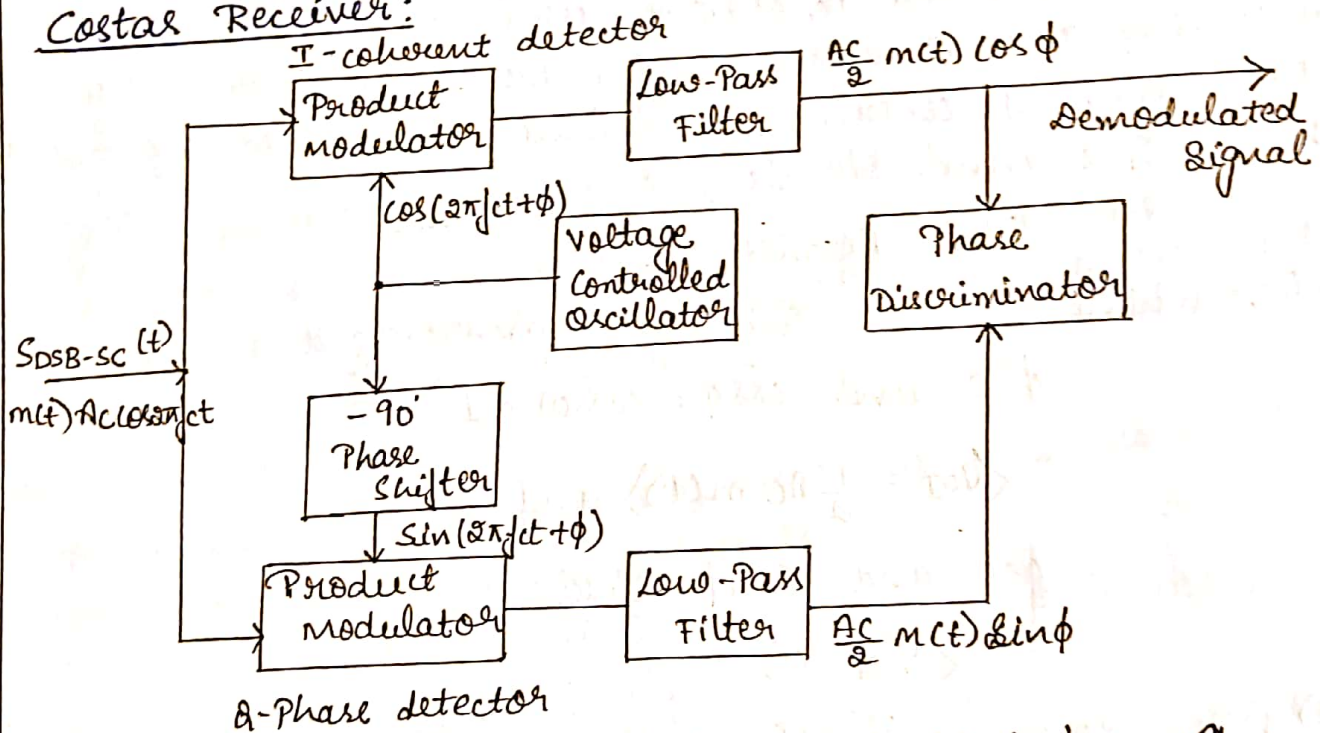 Costas Receiver:
I-coherent detector
Product
Modulator
Low-Pass
Filter
Ac/2 m(t) cos ϕ
Demodulated
Signal
cos(2πfct+ϕ)
Voltage
Controlled
Oscillator
Phase
Discriminator
SDSB-SC (t)
m(t) Ac cos2πfct
-90°
Phase
Shifter
Sin(2πfct+ϕ)
Product
Modulator
Low-Pass
Filter
Ac/2 m(t) Sinϕ
Q-Phase detector